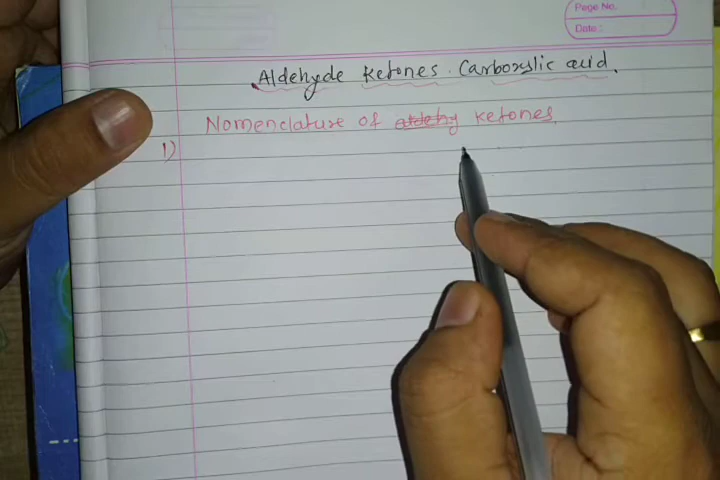 Page No.
Date :
Aldehyde Ketones. Carboxylic acid.
Nomenclature of aldehy ketones
1)